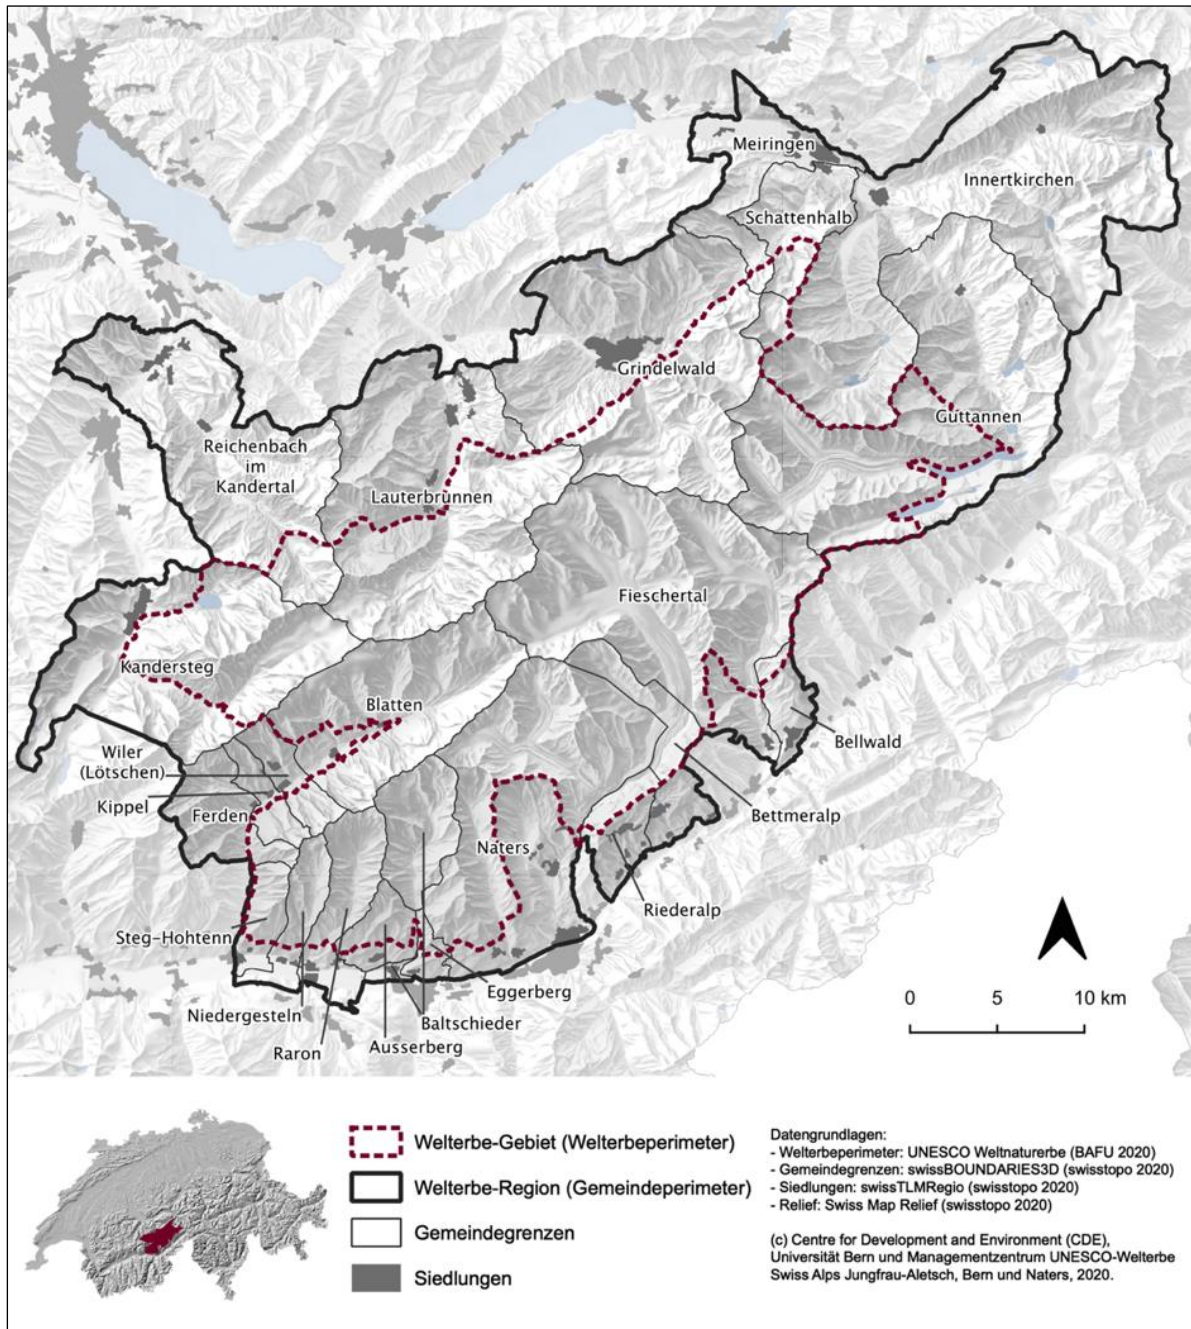 Meiringen
Innertkirchen
Schattenhalb
Grindelwald
Guttannen
Reichenbach
im
Kandertal
Lauterbrunnen
Fieschertal
Kandersteg
Blatten
Bellwald
Wiler
(Lötschen)
Kippel
Ferden
Bettmeralp
Naters
Riederalp
Steg-Hohtenn
Eggerberg
Niedergesteln
Baltschieder
Raron
Ausserberg
0 5 10 km
Welterbe-Gebiet (Welterbeperimeter)
Welterbe-Region (Gemeindeperimeter)
Gemeindegrenzen
Siedlungen
Datengrundlagen:
- Welterbeperimeter: UNESCO Weltnaturerbe (BAFU 2020)
- Gemeindegrenzen: swissBOUNDARIES3D (swisstopo 2020)
- Siedlungen: swissTLMRegio (swisstopo 2020)
- Relief: Swiss Map Relief (swisstopo 2020)
(c) Centre for Development and Environment (CDE),
Universität Bern und Managementzentrum UNESCO-Welterbe
Swiss Alps Jungfrau-Aletsch, Bern und Naters, 2020.